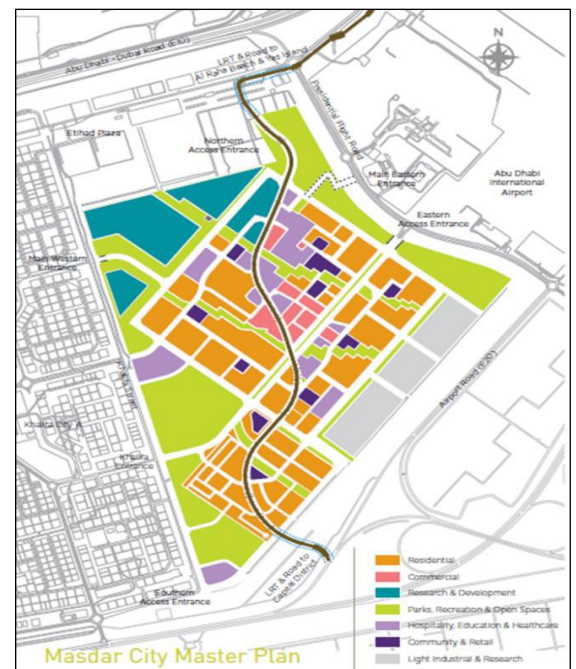 Abu Dhabi - Dubai Road (E10)
LRT & Road to
Al Raha Beach & Yas Island
N
Presidential Flight Road
Etihad Plaza
Northern
Access Entrance
Main Eastern
Entrance
Abu Dhabi
International
Airport
Eastern
Access Entrance
Main Western
Entrance
Airport Road (E20)
Khalifa City A
Khalifa
Entrance
Southern
Access Entrance
LRT & Road to
Capital District
Residential
Commercial
Research & Development
Parks, Recreation & Open Spaces
Hospitality, Education & Healthcare
Community & Retail
Light Industrial & Research
Masdar City Master Plan